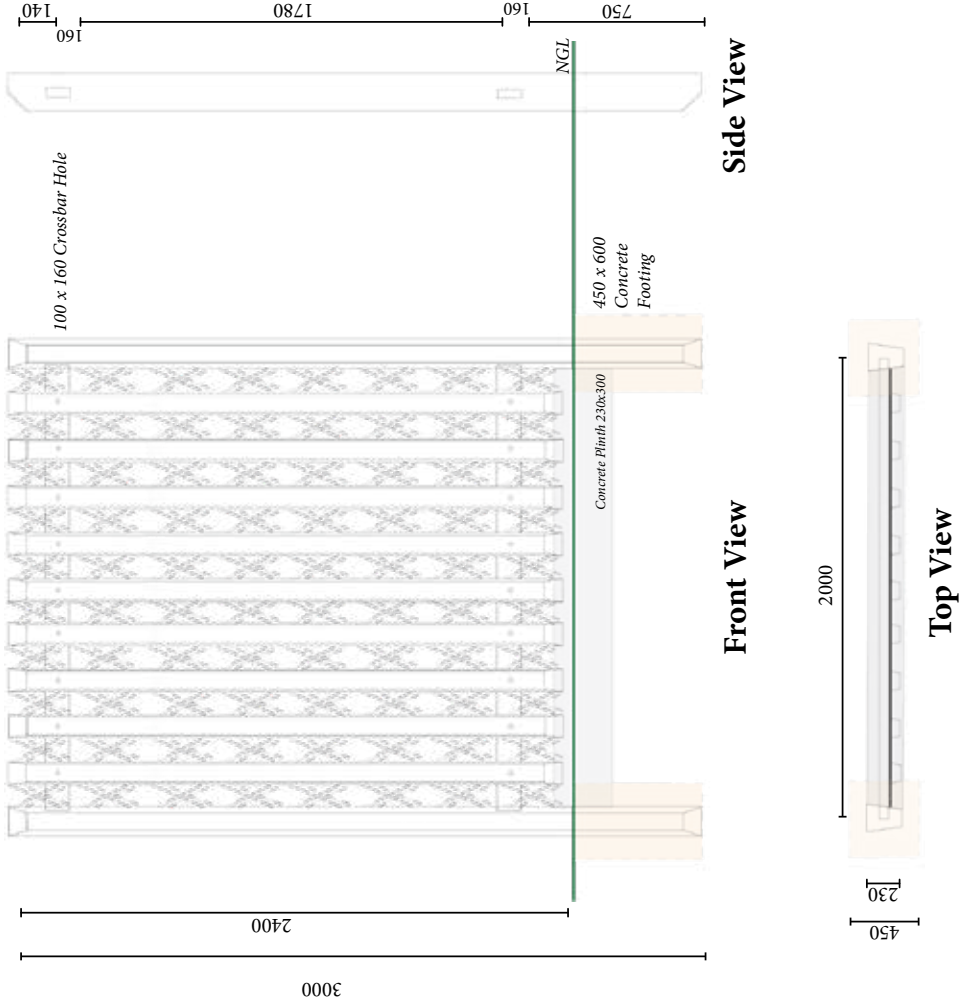 140
160
1780
160
750
NGL
Side View
100 x 160 Crossbar Hole
450 x 600
Concrete
Footing
Concrete Plinth 230x300
Front View
2400
3000
2000
Top View
230
450